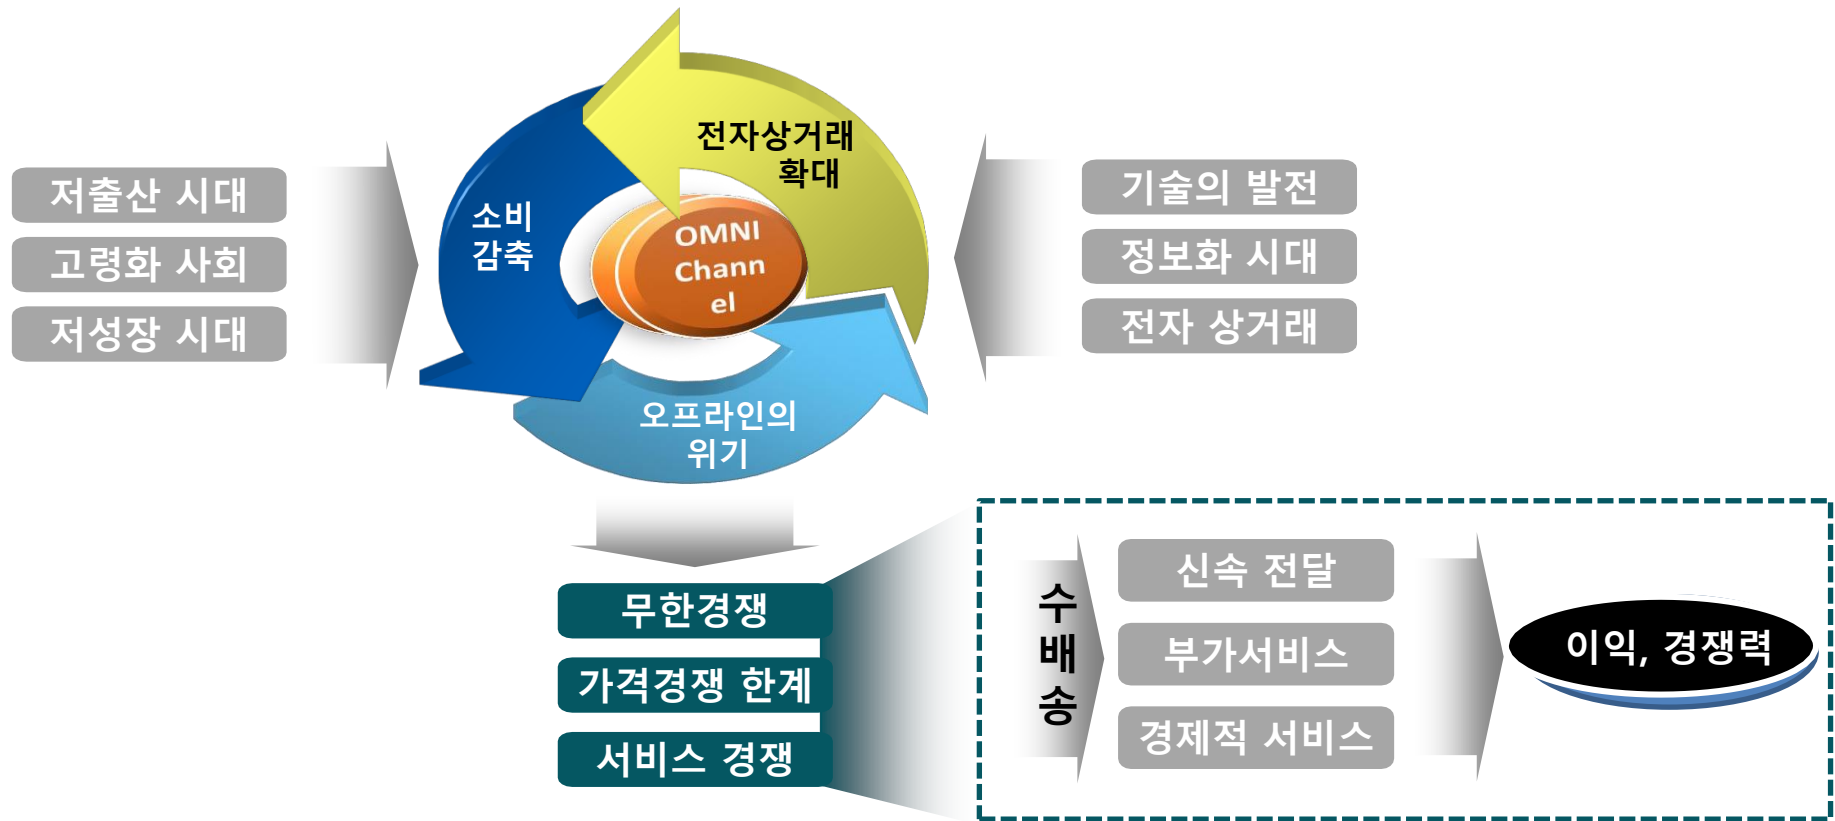 저출산 시대
고령화 사회
저성장 시대
전자상거래
확대
소비
감축
OMNI
Chann
el
오프라인의
위기
기술의 발전
정보화 시대
전자 상거래
무한경쟁
가격경쟁 한계
서비스 경쟁
수
배
송
신속 전달
부가서비스
경제적 서비스
이익, 경쟁력